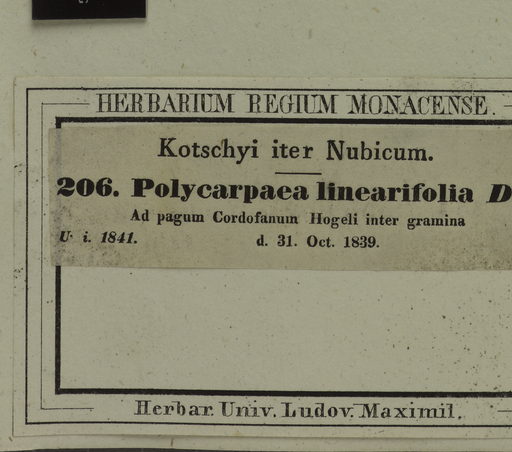 HERBARIUM REGIUM MONACENSE.
Kotschyi iter Nubicum.
206. Polycarpaea linearifolia D
Ad pagum Cordofanum Hogeli inter gramina
U. i. 1841. d. 31. Oct. 1839.
Herbar. Univ. Ludov. Maximil.